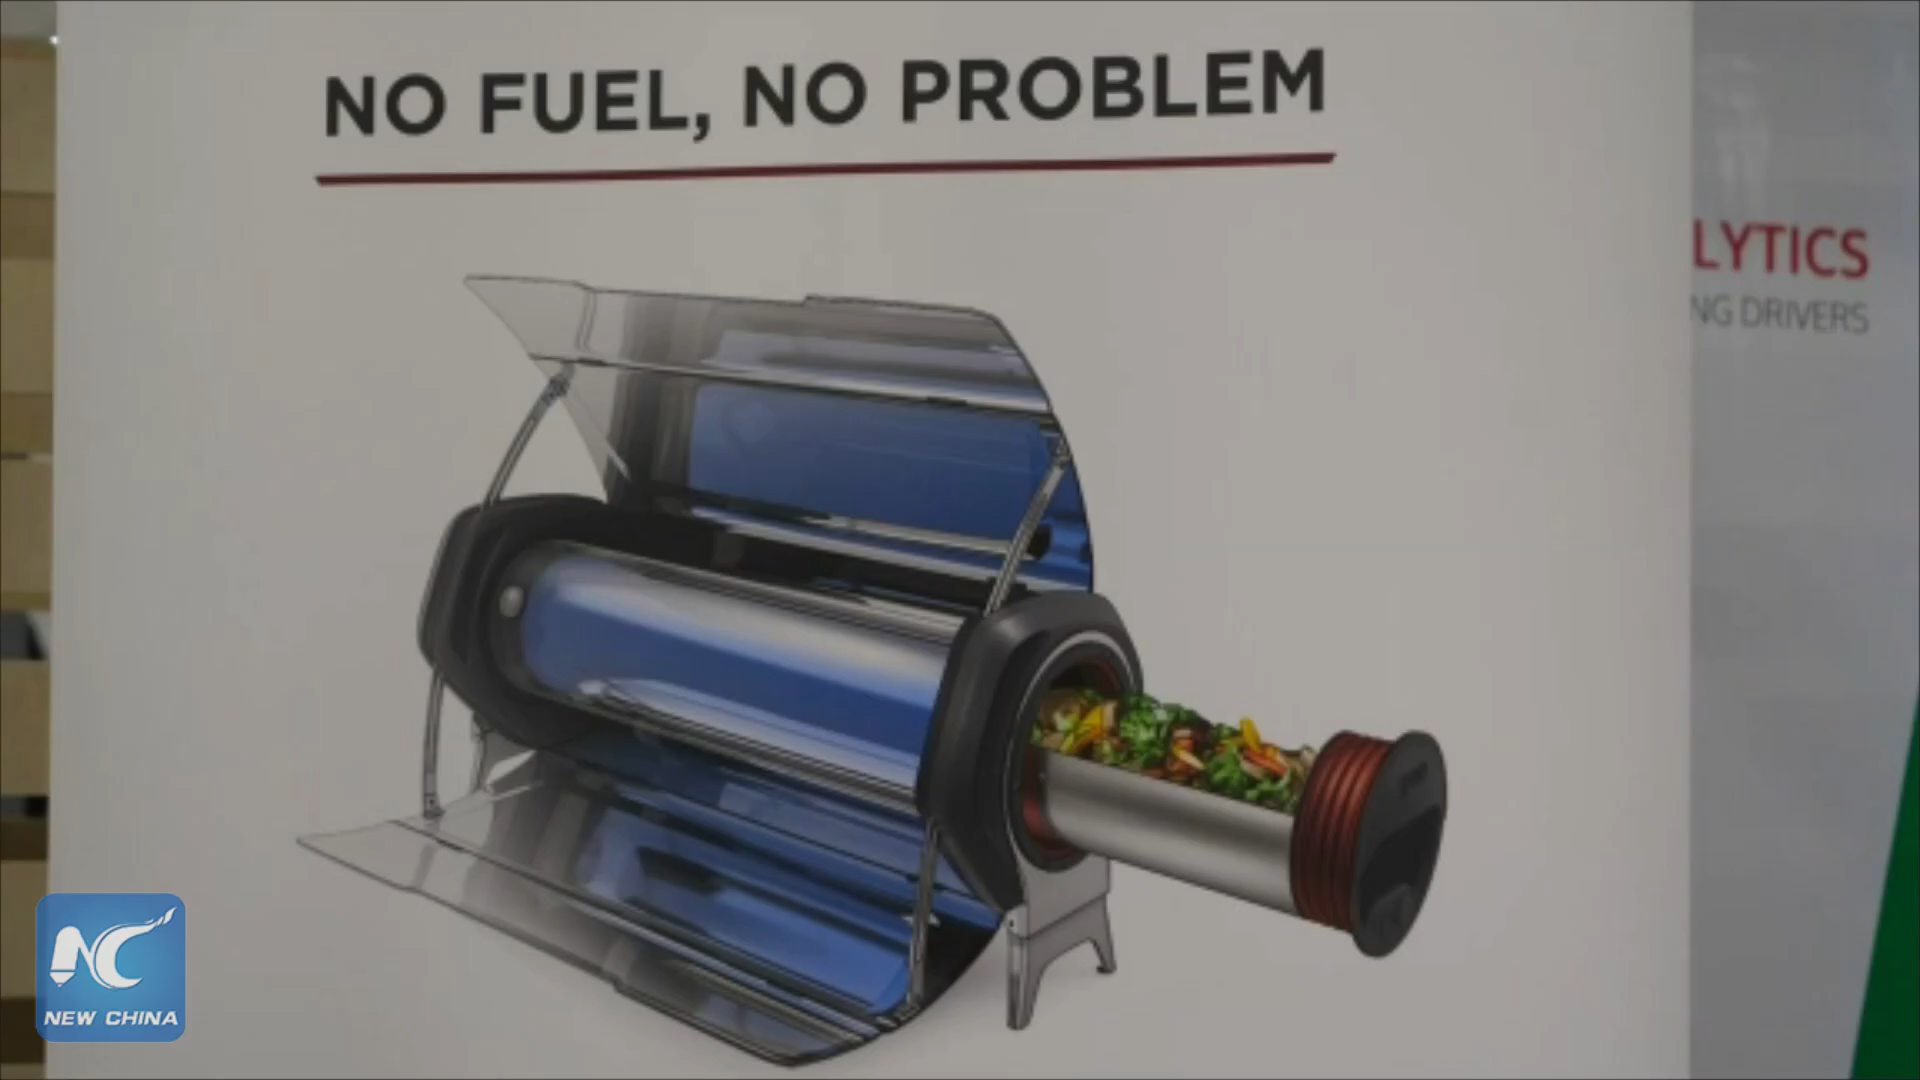 NO FUEL, NO PROBLEM
LYTICS
NG DRIVERS
NEW CHINA